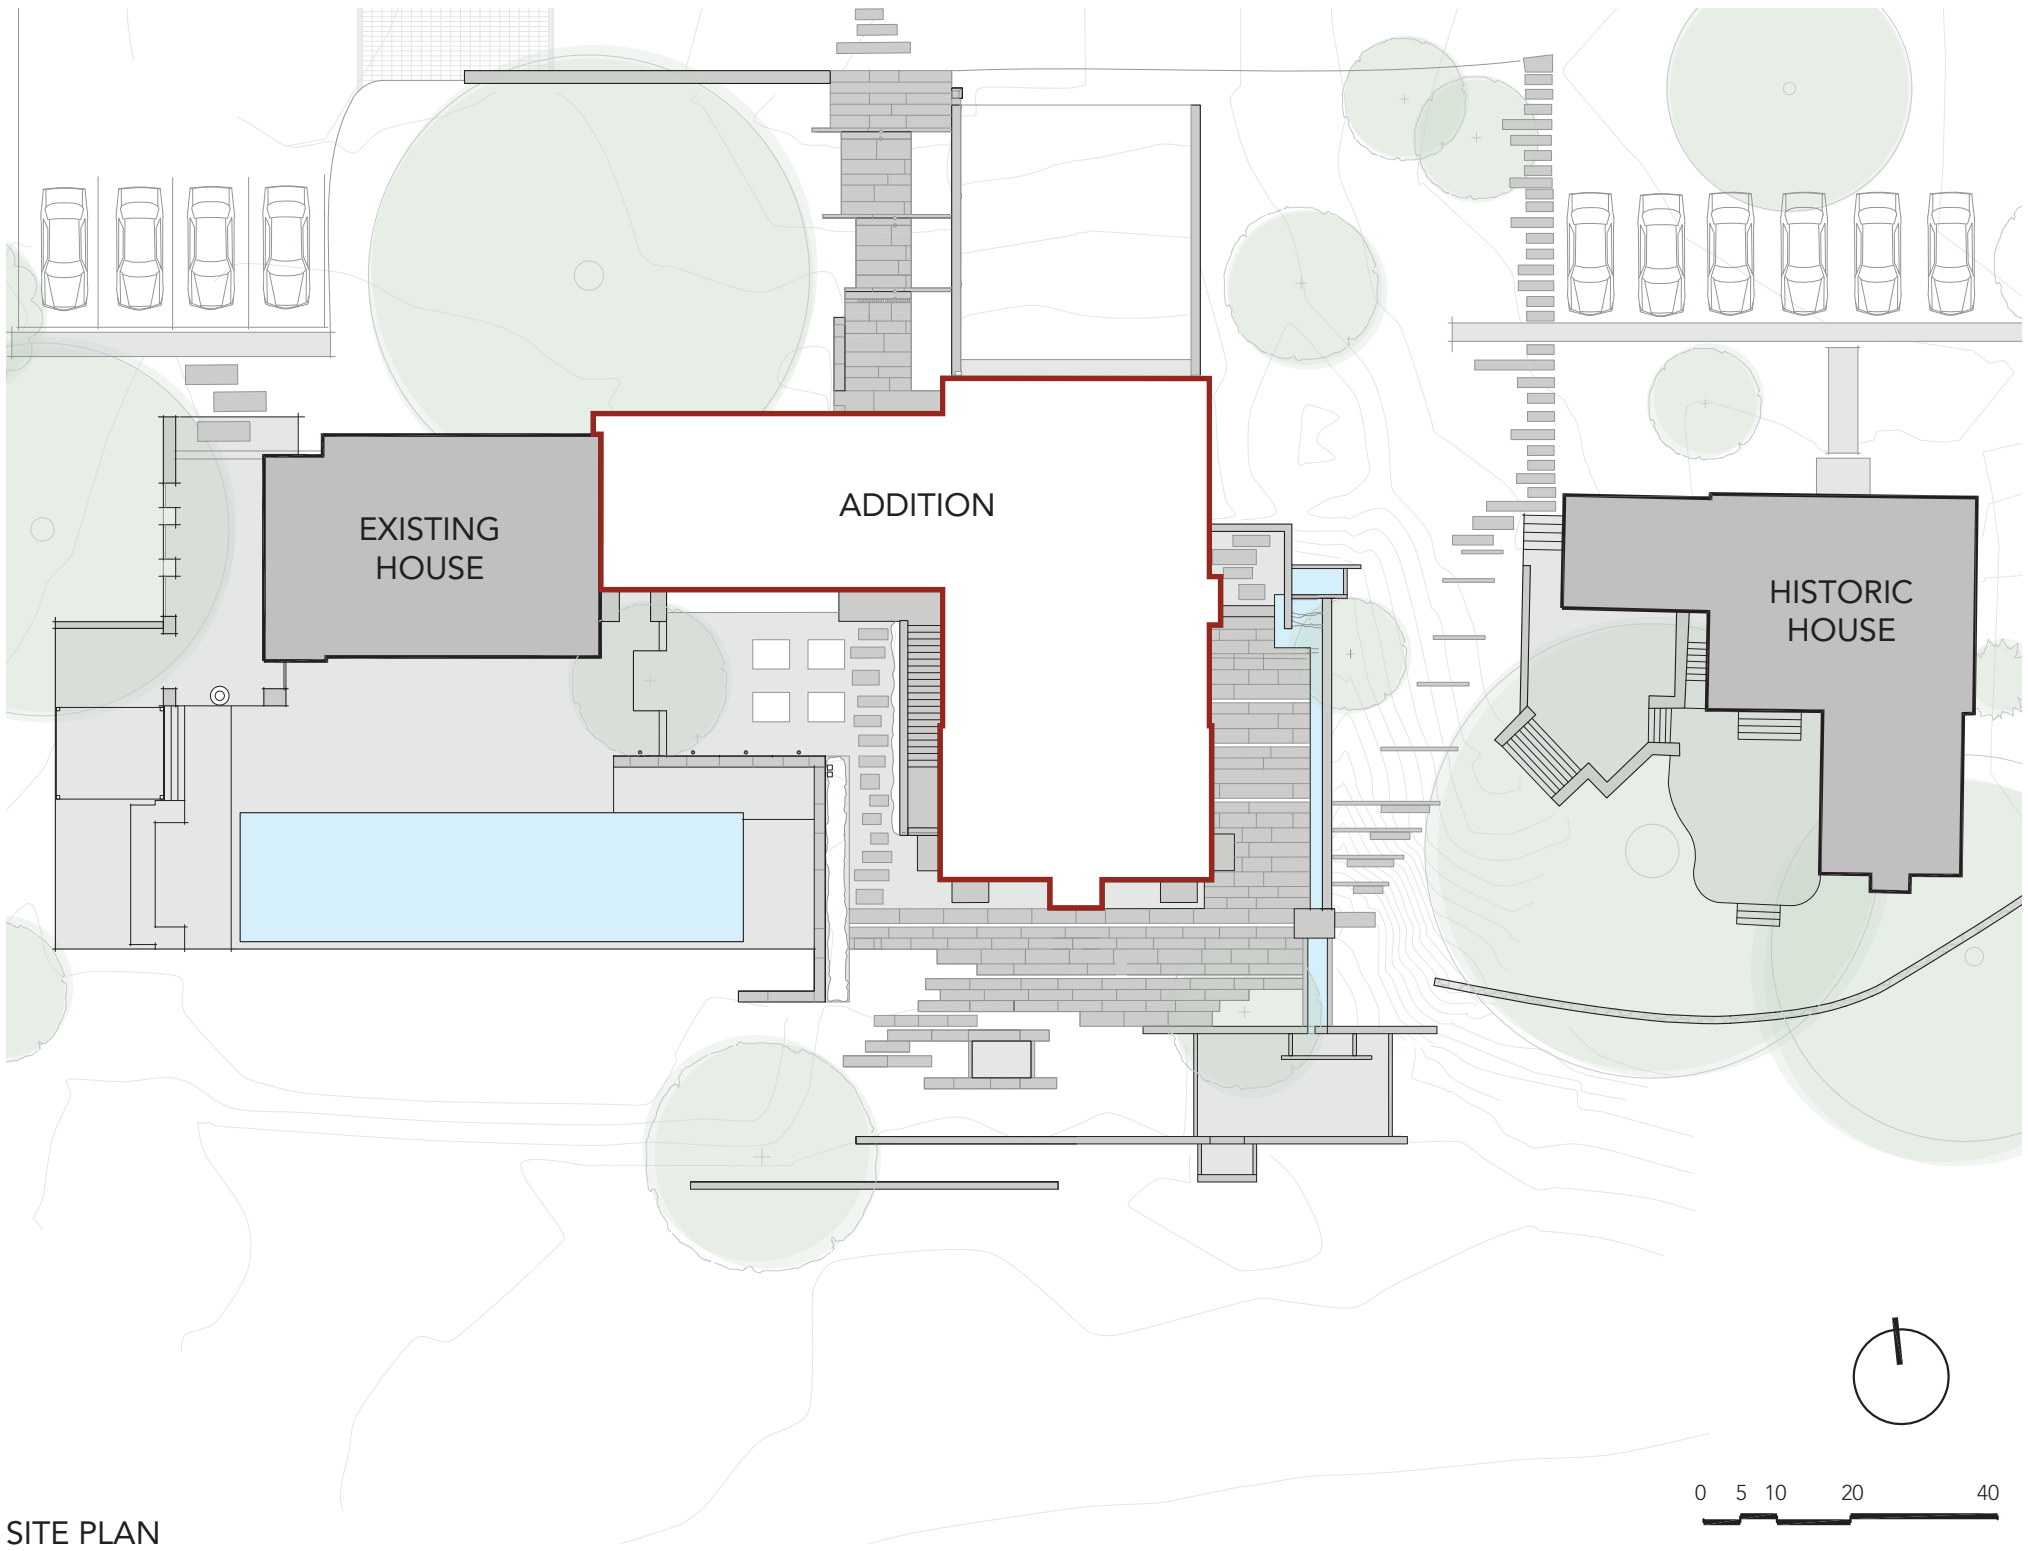 ADDITION
EXISTING
HOUSE
HISTORIC
HOUSE
0 5 10 20 40
SITE PLAN